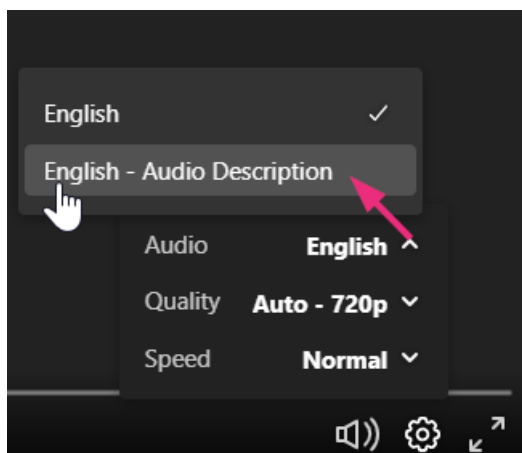 English
English - Audio Description
Audio English
Quality Auto - 720p
Speed Normal